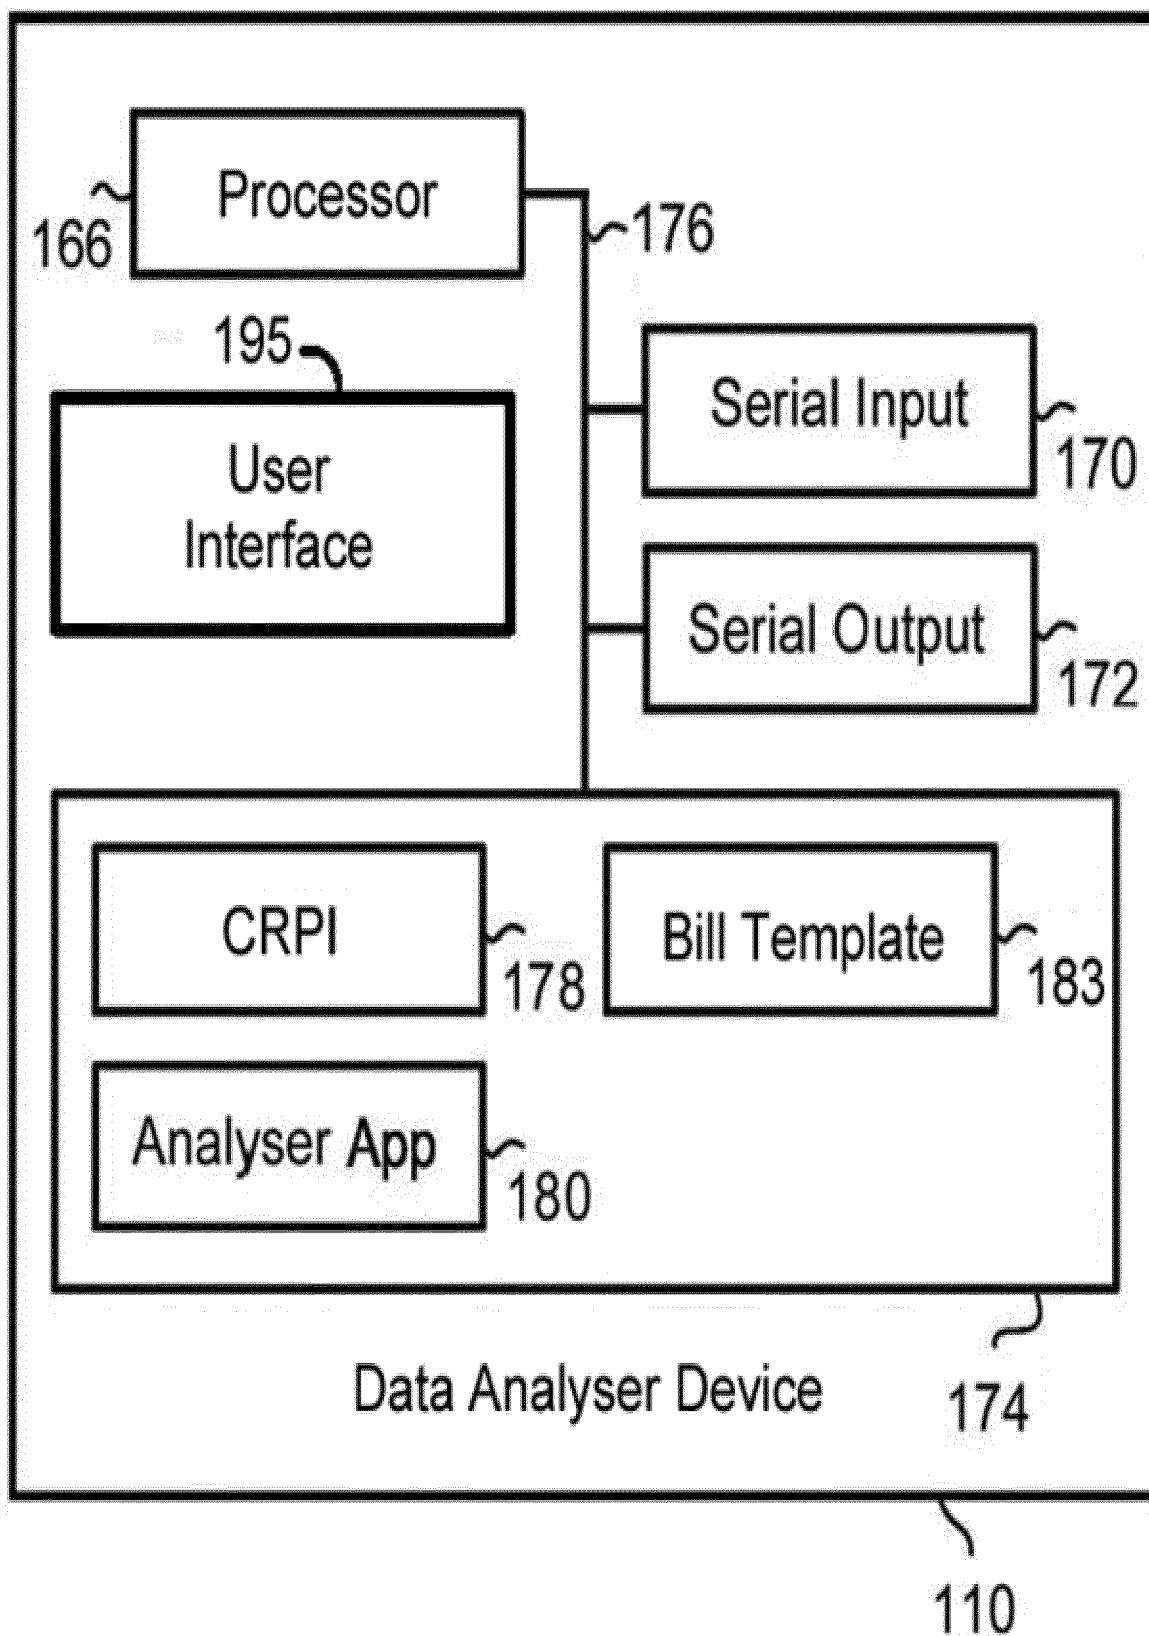 Processor
166
176
195
User
Interface
Serial Input
170
Serial Output
172
CRPI
178
Bill Template
183
Analyser App
180
Data Analyser Device
174
110